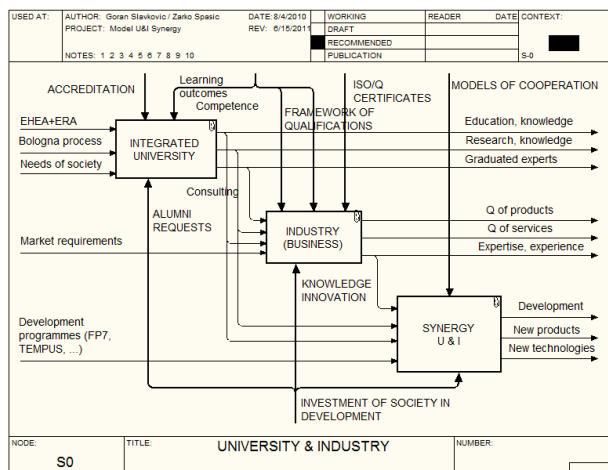 USED AT:
AUTHOR: Goran Slavkovic / Zarko Spasic
DATE: 8/4/2010
PROJECT: Model U&I Synergy
REV: 6/15/2011
NOTES: 1 2 3 4 5 6 7 8 9 10
WORKING
DRAFT
RECOMMENDED
PUBLICATION
READER
DATE
CONTEXT:
S-0
ACCREDITATION
Learning
outcomes
Competence
ISO/Q
CERTIFICATES
MODELS OF COOPERATION
FRAMEWORK OF
QUALIFICATIONS
EHEA+ERA
Bologna process
Needs of society
INTEGRATED
UNIVERSITY
Education, knowledge
Research, knowledge
Graduated experts
Consulting
ALUMNI
REQUESTS
INDUSTRY
(BUSINESS)
Q of products
Q of services
Expertise, experience
Market requirements
KNOWLEDGE
INNOVATION
Development
programmes (FP7,
TEMPUS, ...)
SYNERGY
U & I
Development
New products
New technologies
INVESTMENT OF SOCIETY IN
DEVELOPMENT
NODE:
S0
TITLE:
UNIVERSITY & INDUSTRY
NUMBER: